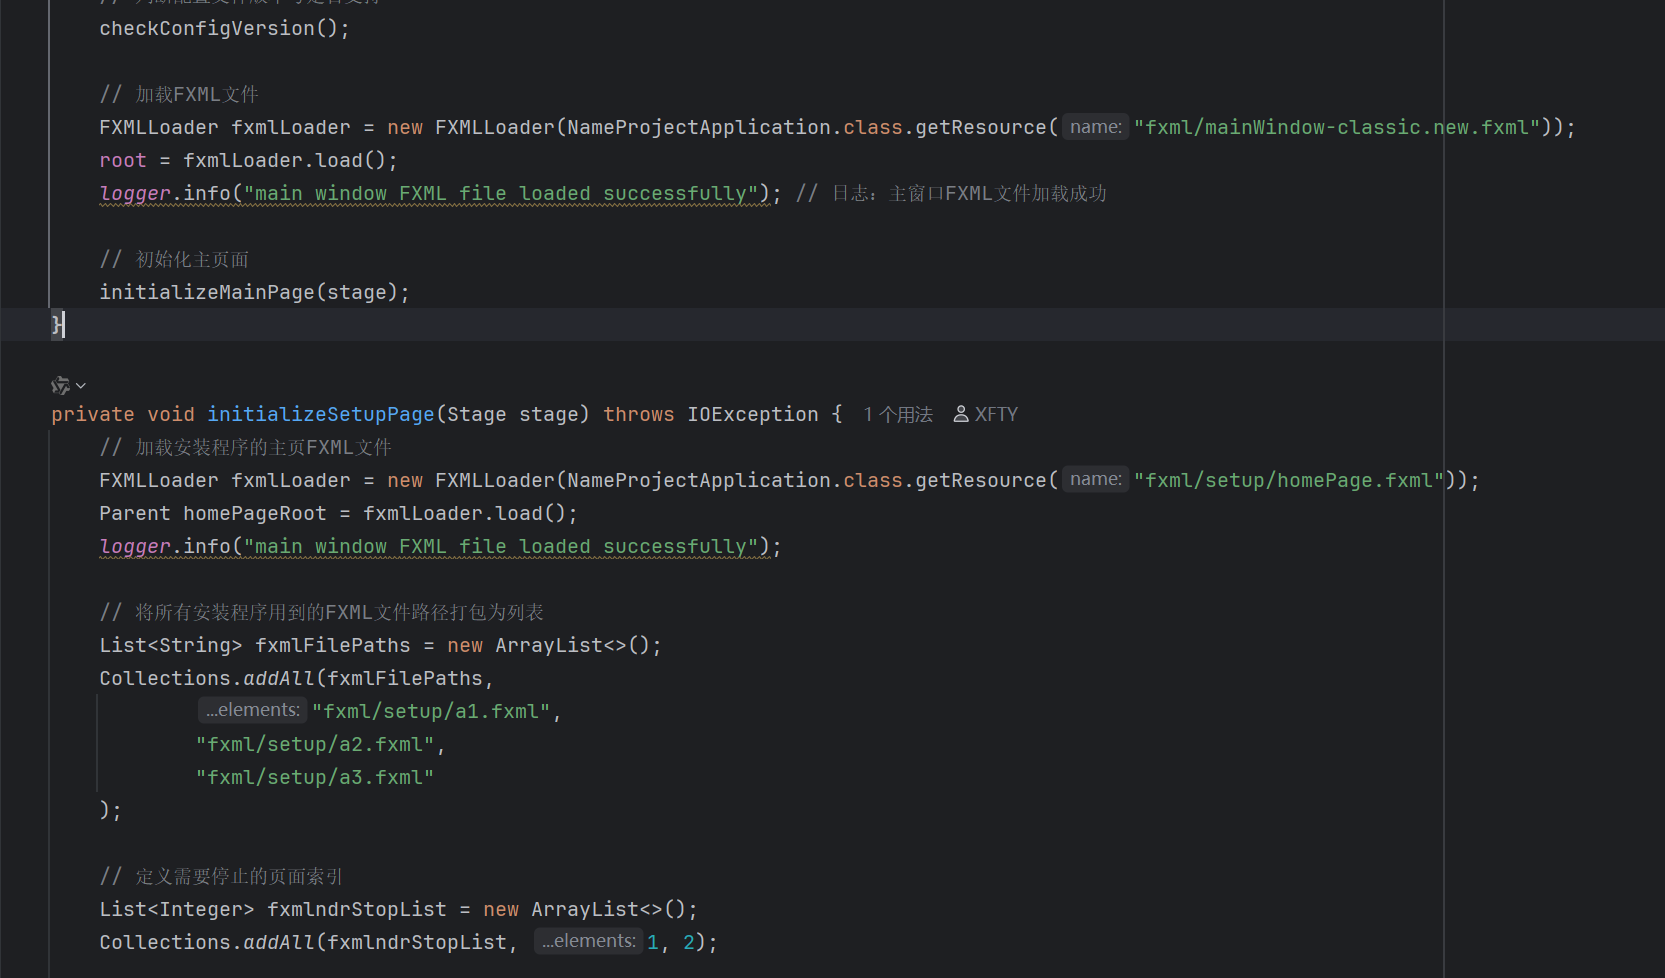 checkConfigVersion();
// 加载FXML文件
FXMLLoader fxmlLoader = new FXMLLoader(NameProjectApplication.class.getResource( name: "fxml/mainWindow-classic.new.fxml"));
root = fxmlLoader.load();
logger.info("main window FXML file loaded successfully"); // 日志：主窗口FXML文件加载成功
// 初始化主页面
initializeMainPage(stage);
}
private void initializeSetupPage(Stage stage) throws IOException { 1 个用法 XFTY
// 加载安装程序的主页FXML文件
FXMLLoader fxmlLoader = new FXMLLoader(NameProjectApplication.class.getResource( name: "fxml/setup/homePage.fxml"));
Parent homePageRoot = fxmlLoader.load();
logger.info("main window FXML file loaded successfully");
// 将所有安装程序用到的FXML文件路径打包为列表
List<String> fxmlFilePaths = new ArrayList<>();
Collections.addAll(fxmlFilePaths,
...elements: "fxml/setup/a1.fxml",
"fxml/setup/a2.fxml",
"fxml/setup/a3.fxml"
);
// 定义需要停止的页面索引
List<Integer> fxmlndrStopList = new ArrayList<>();
Collections.addAll(fxmlndrStopList, ...elements: 1, 2);